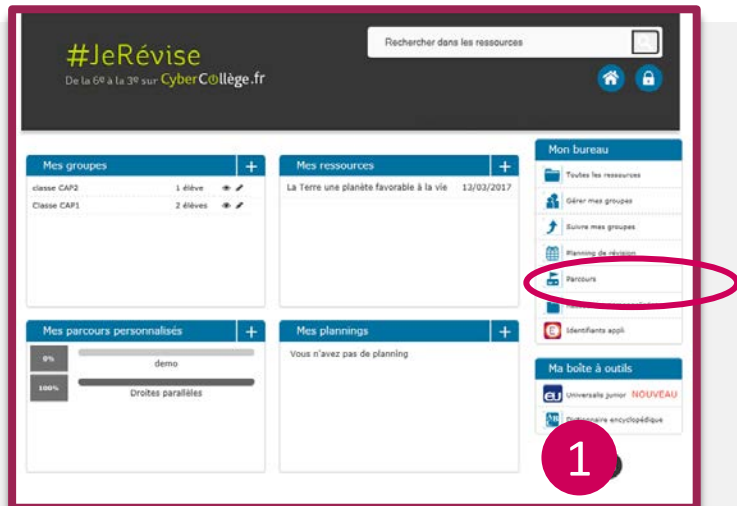 #JeRévise
De la 6e à la 3e sur CyberCollège.fr
Rechercher dans les ressources
Mes groupes +
classe CAP2 1 élève
Classe CAP1 2 élèves
Mes ressources +
La Terre une planète favorable à la vie 13/03/2017
Mes parcours personnalisés +
0% demo
100% Droites parallèles
Mes plannings +
Vous n'avez pas de planning
Mon bureau
Toutes les ressources
Gérer mes groupes
Suivre mes groupes
Planning de révision
Parcours
Identifiants appli
Ma boîte à outils
eu Universalis junior NOUVEAU
Dictionnaire encyclopédique
1